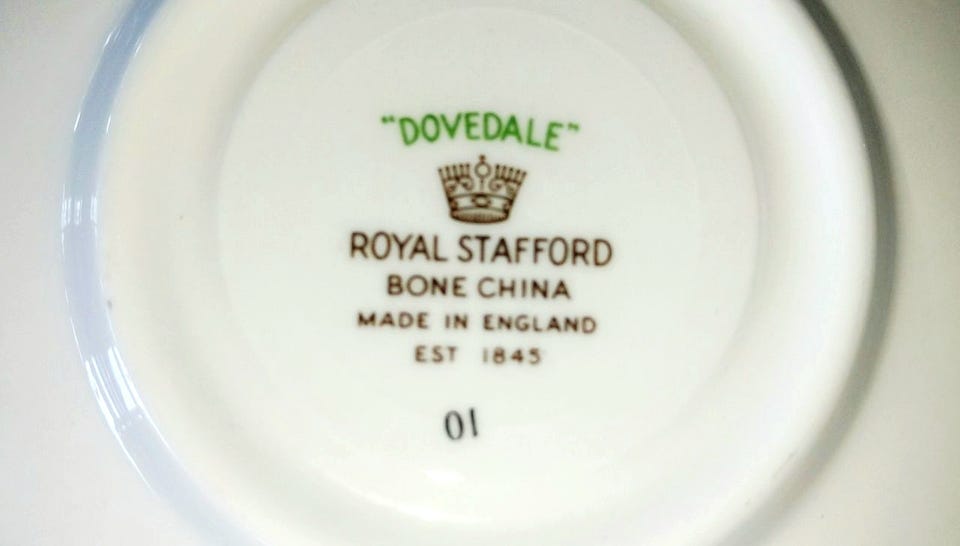 "DOVEDALE"
ROYAL STAFFORD
BONE CHINA
MADE IN ENGLAND
EST 1845
01